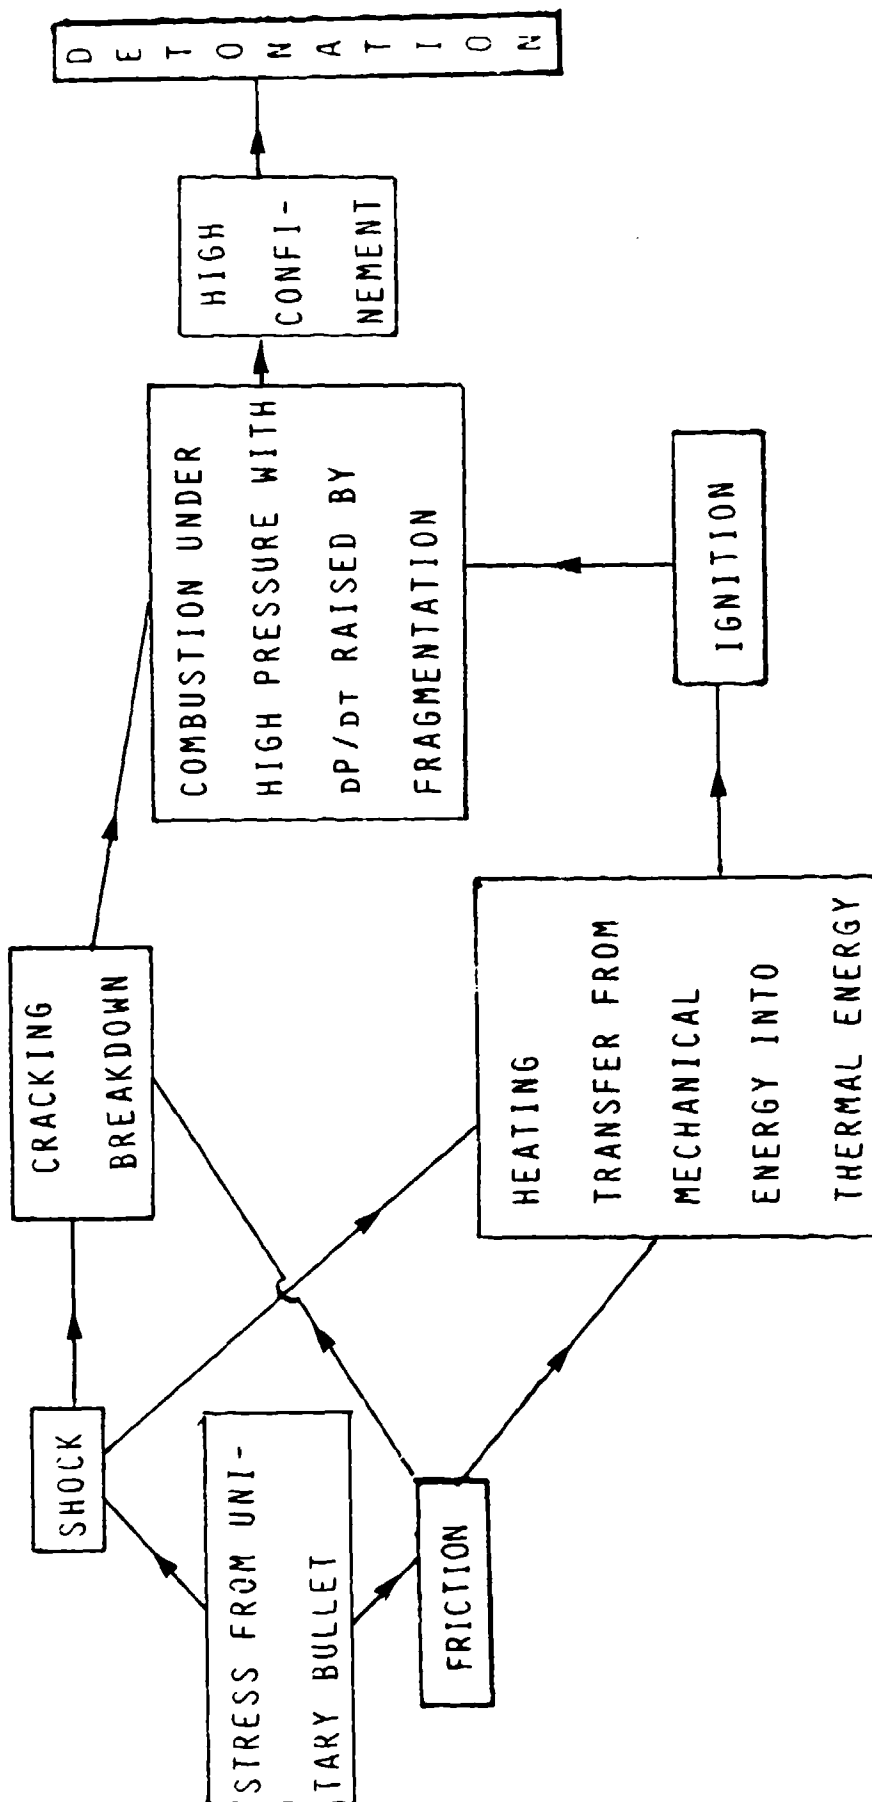 STRESS FROM UNI-
TARY BULLET
SHOCK
FRICTION
CRACKING
BREAKDOWN
HEATING
TRANSFER FROM
MECHANICAL
ENERGY INTO
THERMAL ENERGY
IGNITION
COMBUSTION UNDER
HIGH PRESSURE WITH
DP/DT RAISED BY
FRAGMENTATION
HIGH
CONFI-
NEMENT
DETONATION